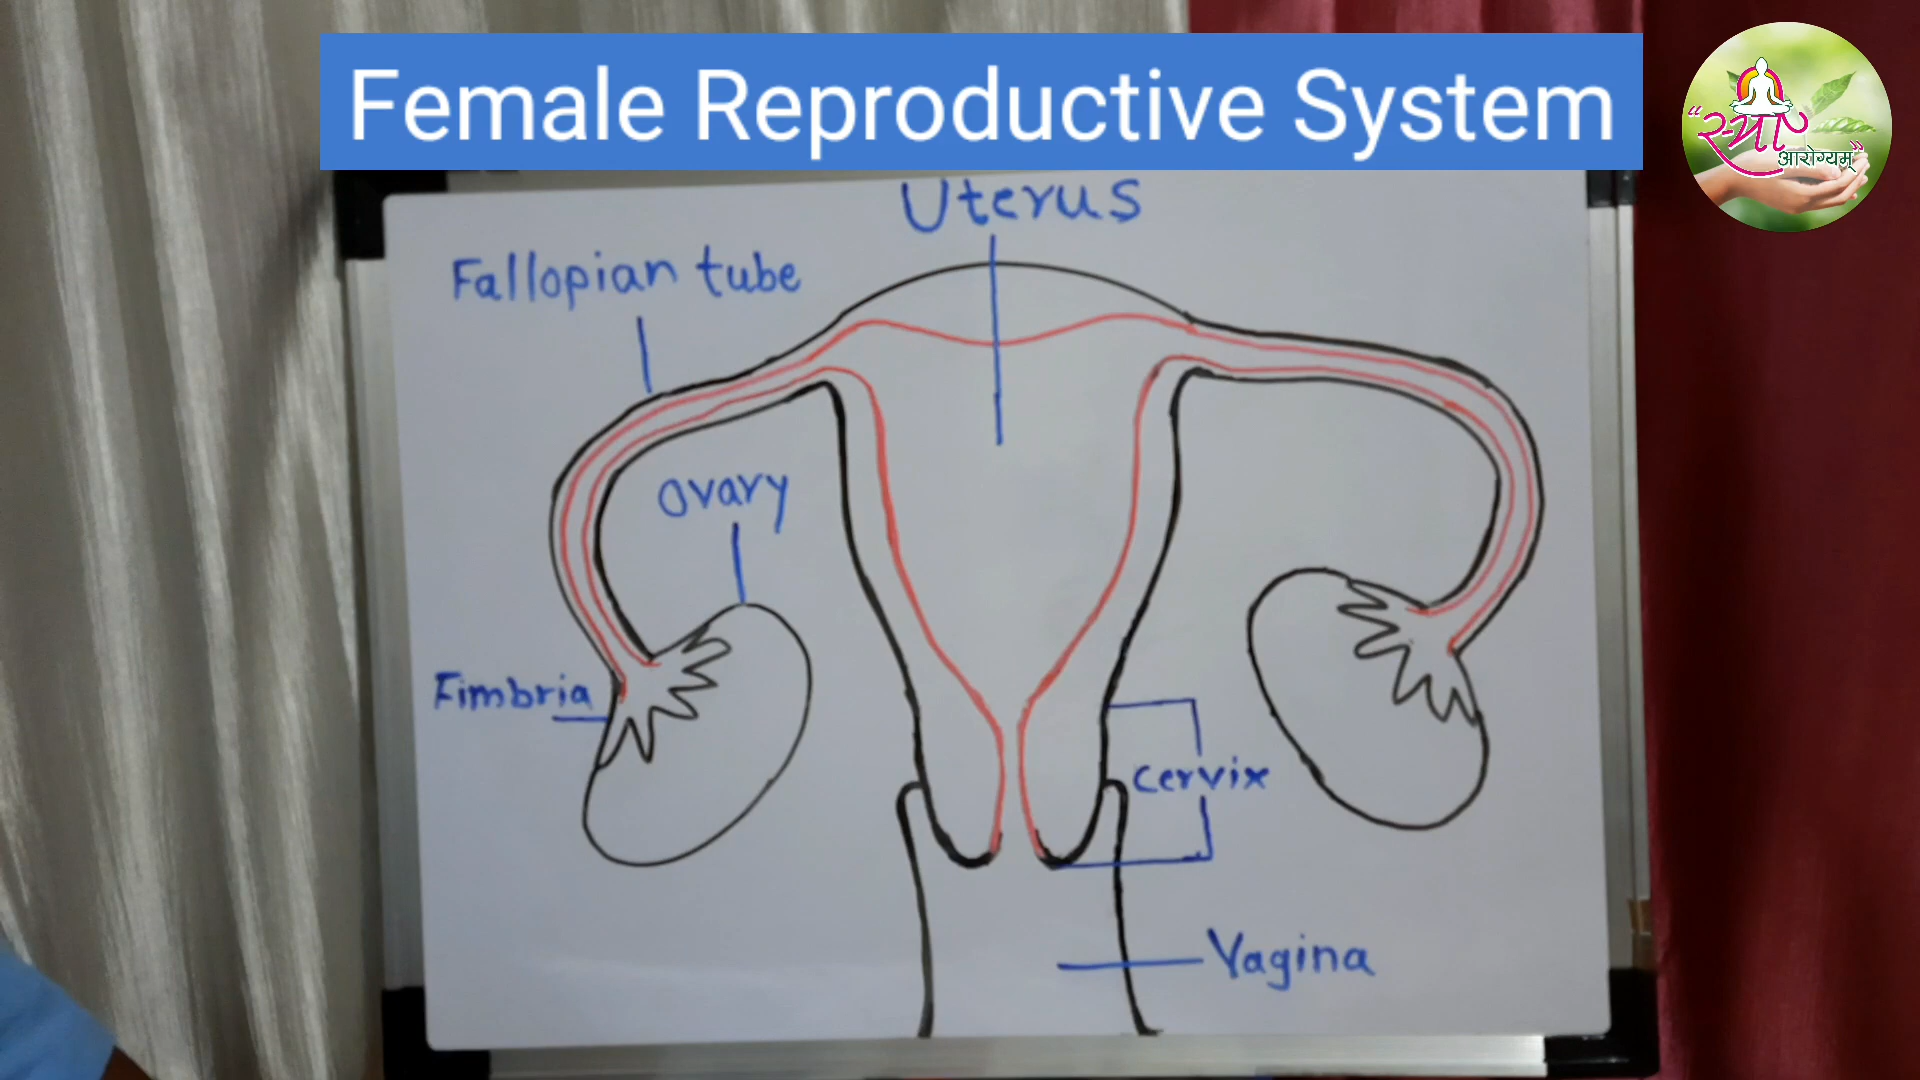 Female Reproductive System
"स्त्री
आरोग्यम्"
Uterus
Fallopian tube
ovary
Fimbria
Cervix
Vagina